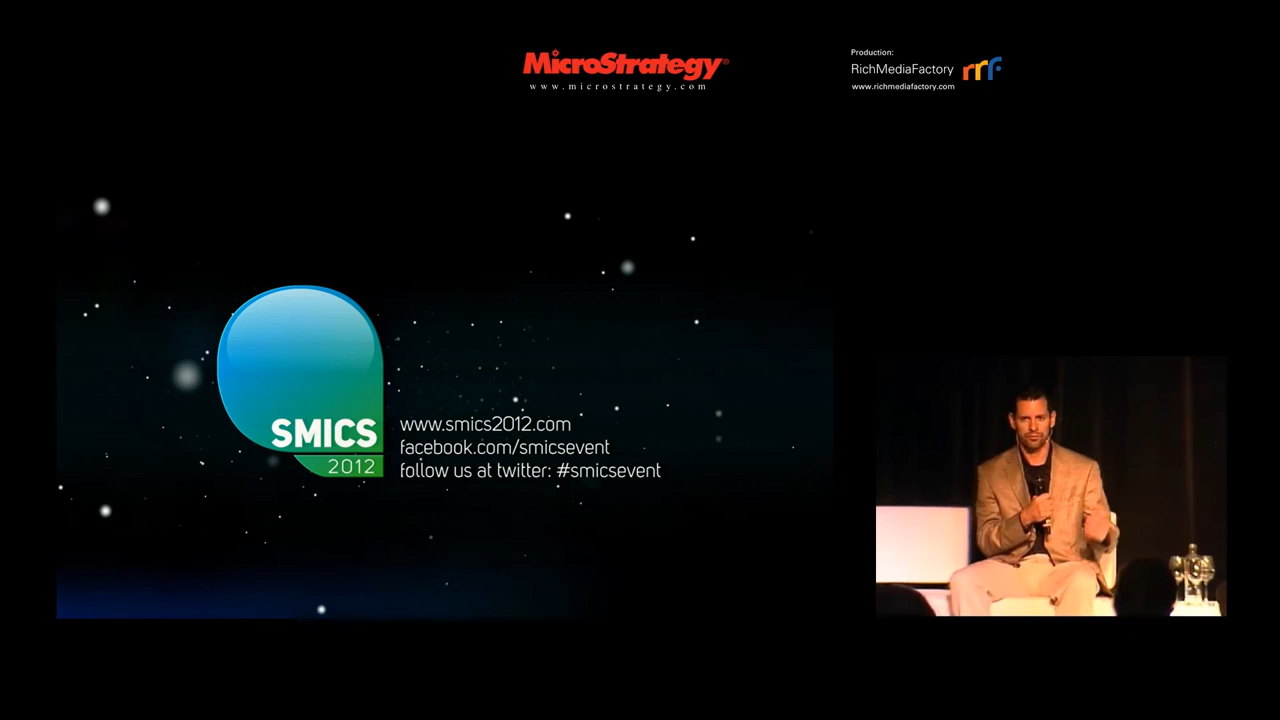 MicroStrategy®
www.microstrategy.com
Production:
RichMediaFactory rrf
www.richmediafactory.com
SMICS
2012
www.smics2012.com
facebook.com/smicsevent
follow us at twitter: #smicsevent